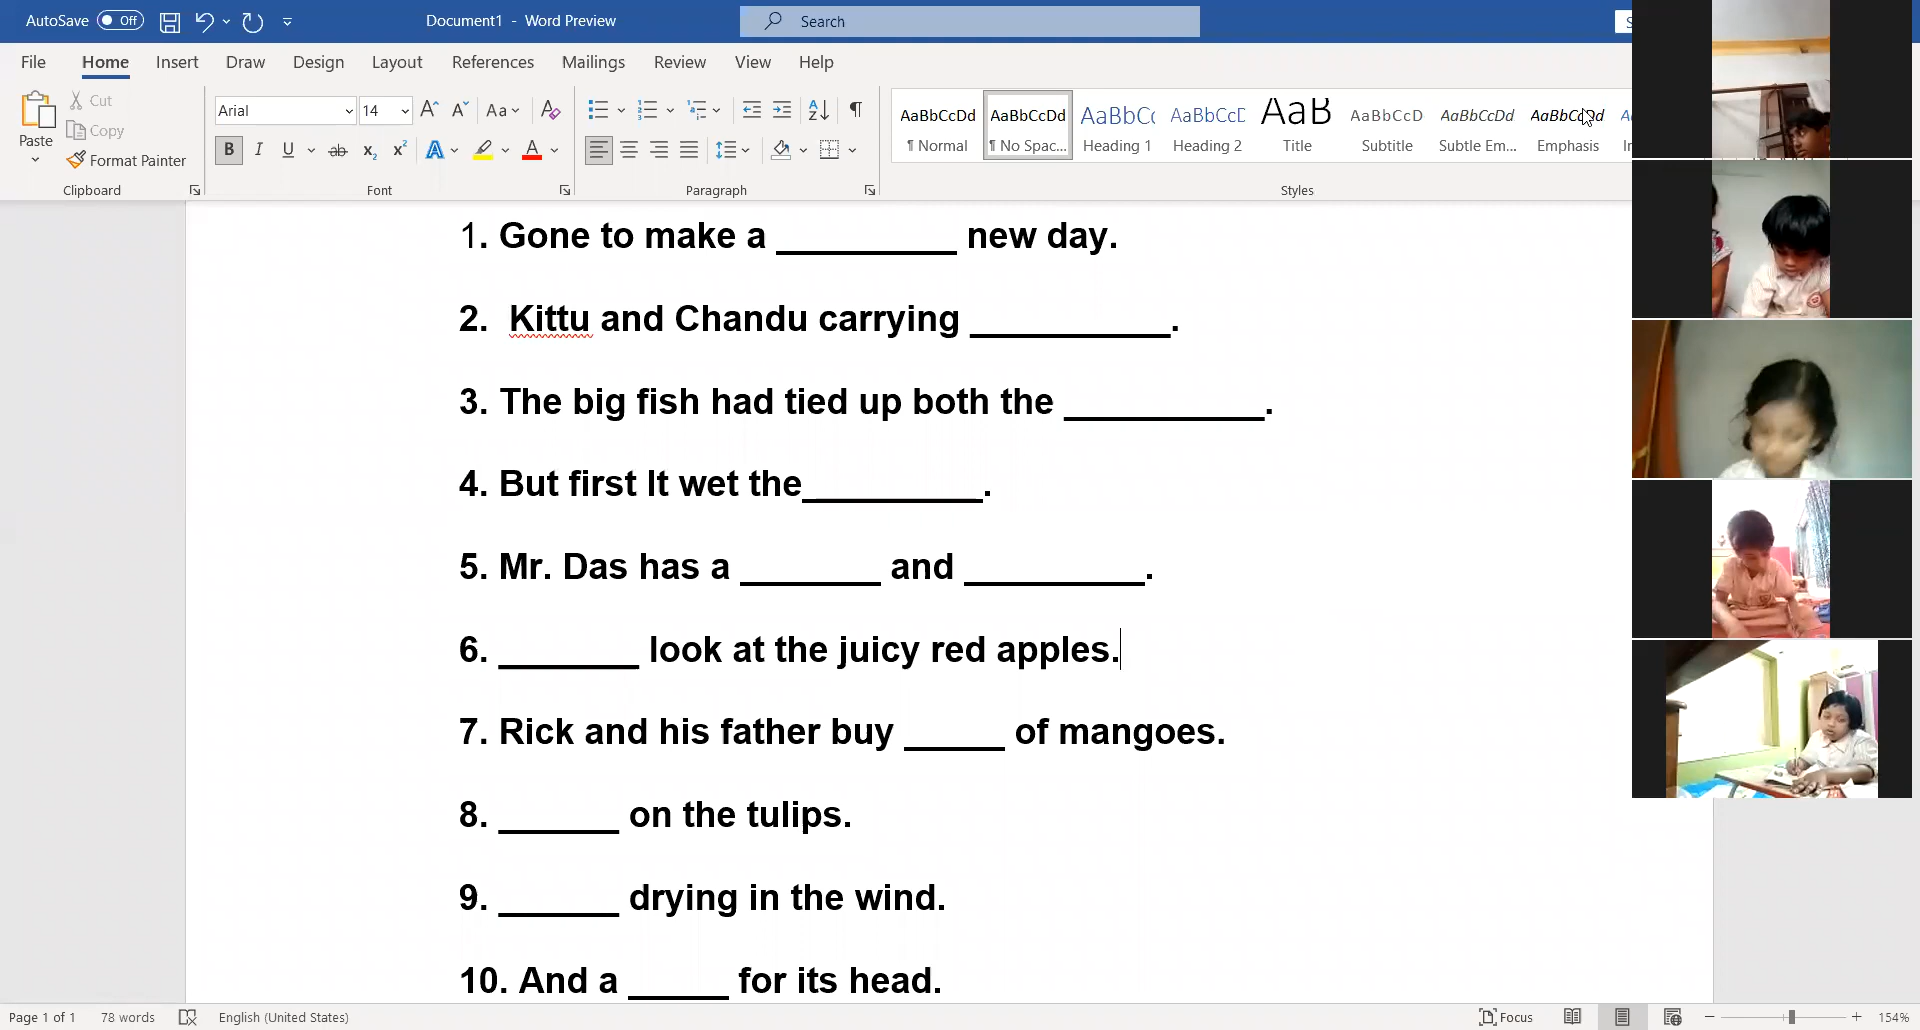 AutoSave Off Document1 - Word Preview Search
File Home Insert Draw Design Layout References Mailings Review View Help
Paste Cut Copy Format Painter
Arial 14
AaBbCcDd AaBbCcDd AaBbCc AaBbCcD AaB AaBbCcD AaBbCcDd AaBbCcDd
¶ Normal ¶ No Spac... Heading 1 Heading 2 Title Subtitle Subtle Em... Emphasis
Clipboard Font Paragraph Styles
1. Gone to make a _________ new day.
2. Kittu and Chandu carrying __________.
3. The big fish had tied up both the __________.
4. But first It wet the_________.
5. Mr. Das has a _______ and _________.
6. _______ look at the juicy red apples.
7. Rick and his father buy _____ of mangoes.
8. ______ on the tulips.
9. ______ drying in the wind.
10. And a _____ for its head.
Page 1 of 1 78 words English (United States) Focus 154%